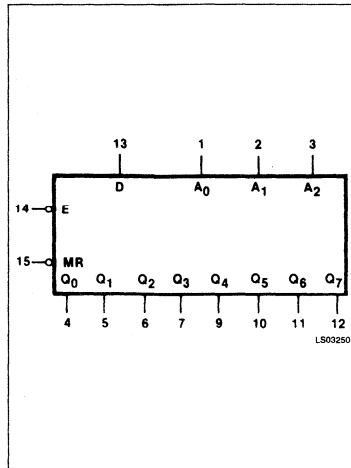 13 1 2 3
D A₀ A₁ A₂
14 E
15 MR
Q₀ Q₁ Q₂ Q₃ Q₄ Q₅ Q₆ Q₇
4 5 6 7 9 10 11 12
LS03250